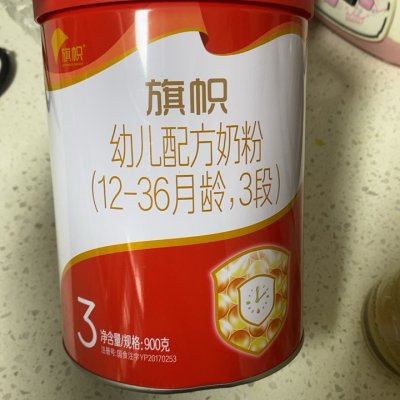 旗帜
旗帜
幼儿配方奶粉
(12-36月龄,3段)
3
净含量/规格:900克
注册号:国食注字YP20170253